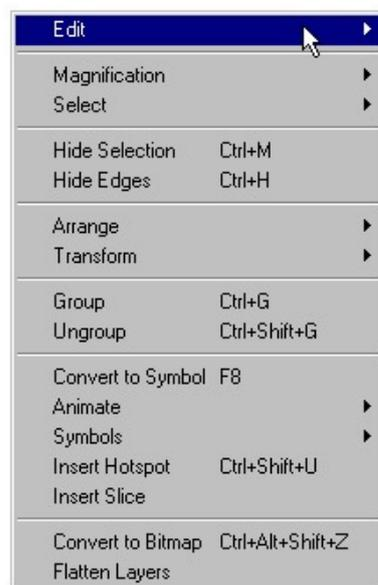 Edit
Magnification
Select
Hide Selection Ctrl+M
Hide Edges Ctrl+H
Arrange
Transform
Group Ctrl+G
Ungroup Ctrl+Shift+G
Convert to Symbol F8
Animate
Symbols
Insert Hotspot Ctrl+Shift+U
Insert Slice
Convert to Bitmap Ctrl+Alt+Shift+Z
Flatten Layers